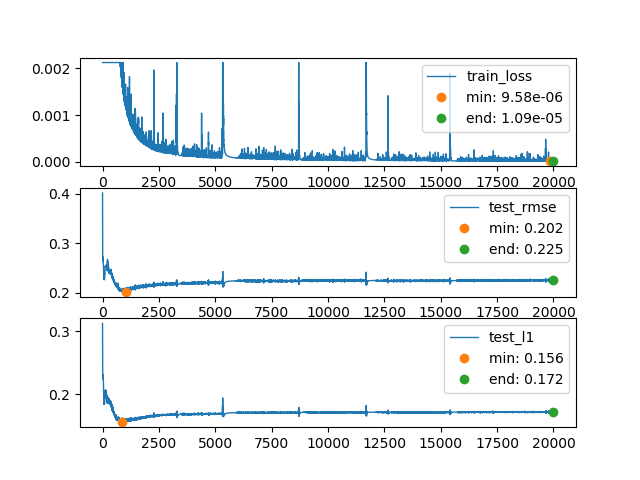 0.002
0.001
0.000
train_loss
min: 9.58e-06
end: 1.09e-05
0 2500 5000 7500 10000 12500 15000 17500 20000
0.4
0.3
0.2
test_rmse
min: 0.202
end: 0.225
0 2500 5000 7500 10000 12500 15000 17500 20000
0.3
0.2
test_l1
min: 0.156
end: 0.172
0 2500 5000 7500 10000 12500 15000 17500 20000